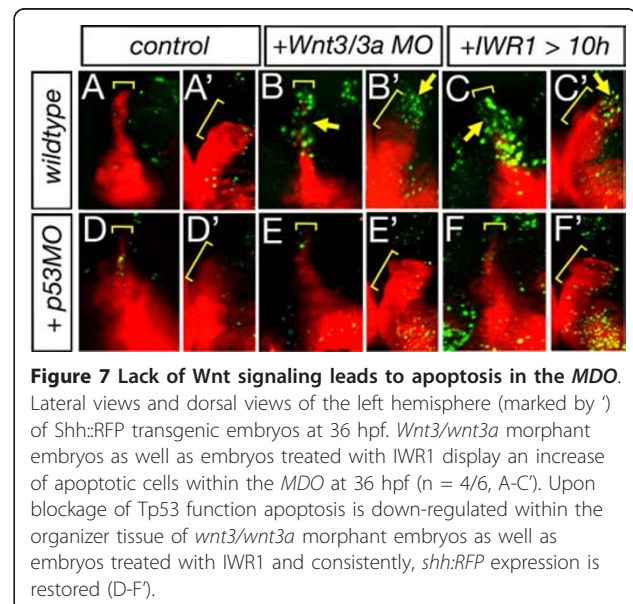 control +Wnt3/3a MO +IWR1 > 10h
wildtype
A A' B B' C C'
+ p53MO
D D' E E' F F'
Figure 7 Lack of Wnt signaling leads to apoptosis in the MDO.
Lateral views and dorsal views of the left hemisphere (marked by ‘)
of Shh::RFP transgenic embryos at 36 hpf. Wnt3/wnt3a morphant
embryos as well as embryos treated with IWR1 display an increase
of apoptotic cells within the MDO at 36 hpf (n = 4/6, A-C’). Upon
blockage of Tp53 function apoptosis is down-regulated within the
organizer tissue of wnt3/wnt3a morphant embryos as well as
embryos treated with IWR1 and consistently, shh:RFP expression is
restored (D-F’).